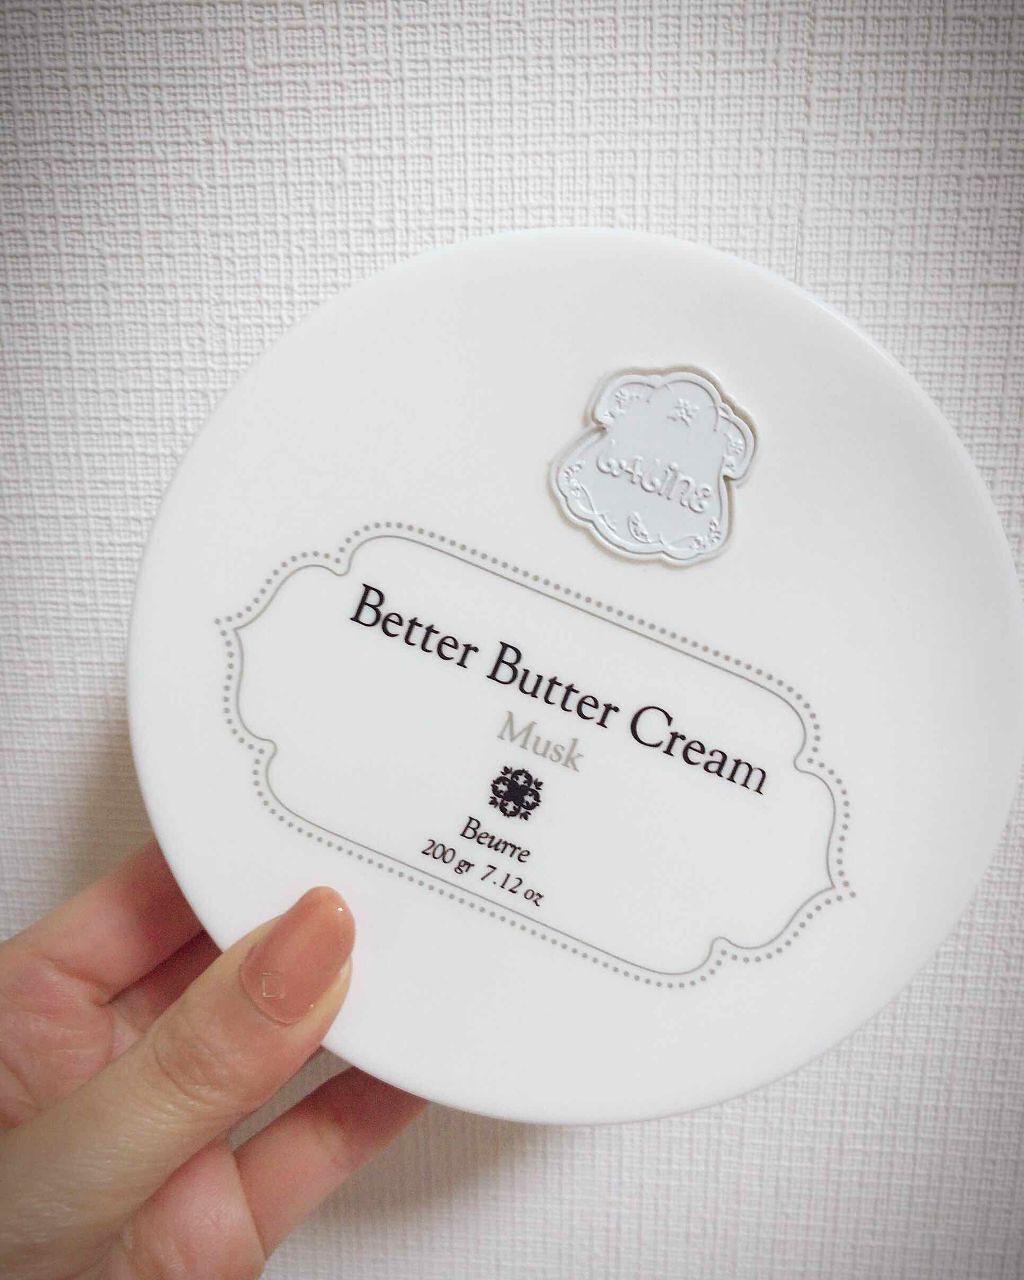 Better Butter Cream
Musk
Beurre
200 gr 7.12 oz